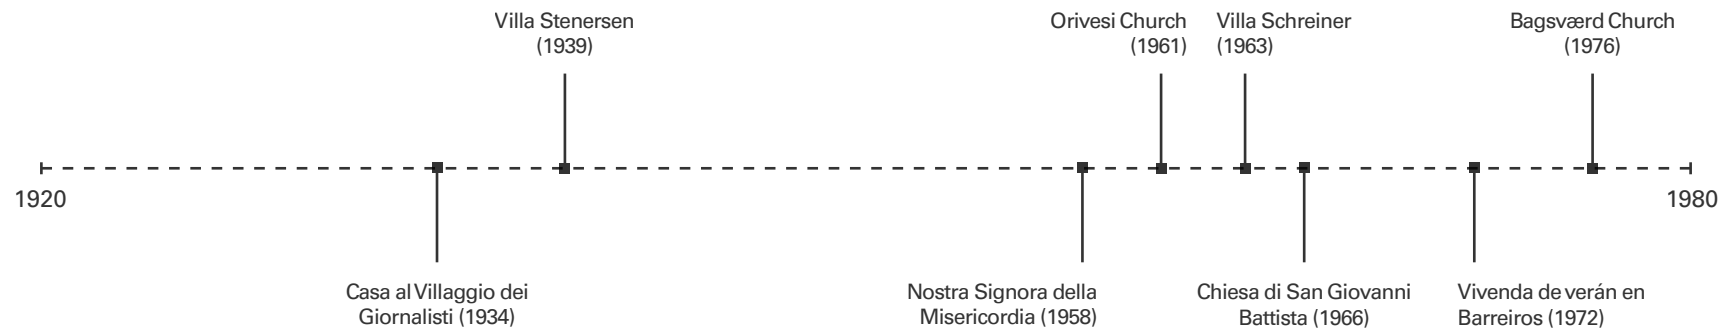 Villa Stenersen
(1939)
Orivesi Church
(1961)
Villa Schreiner
(1963)
Bagsværd Church
(1976)
1920
1980
Casa al Villaggio dei
Giornalisti (1934)
Nostra Signora della
Misericordia (1958)
Chiesa di San Giovanni
Battista (1966)
Vivenda de verán en
Barreiros (1972)